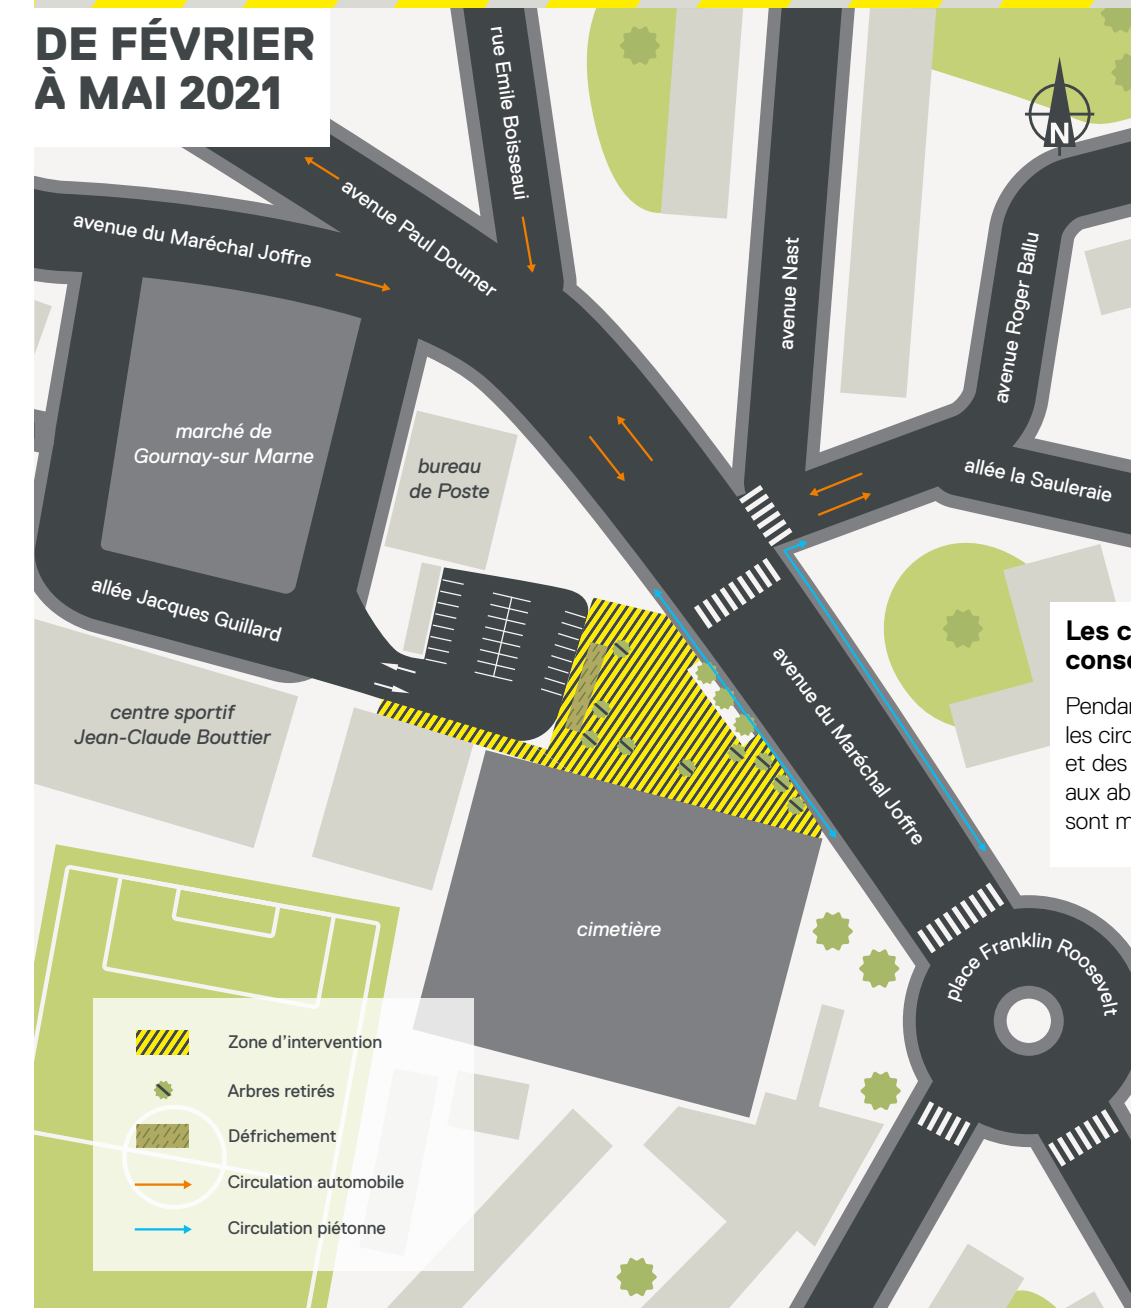 DE FÉVRIER
À MAI 2021
rue Emile Boisseaui
N
avenue Paul Doumer
avenue du Maréchal Joffre
avenue Nast
avenue Roger Ballu
marché de
Gournay-sur Marne
bureau
de Poste
allée la Sauleraie
allée Jacques Guillard
avenue du Maréchal Joffre
Les c
Pendar
les circ
et des
aux ab
sont m
centre sportif
Jean-Claude Bouttier
cimetière
place Franklin Roosevelt
Zone d'intervention
Arbres retirés
Défrichement
Circulation automobile
Circulation piétonne